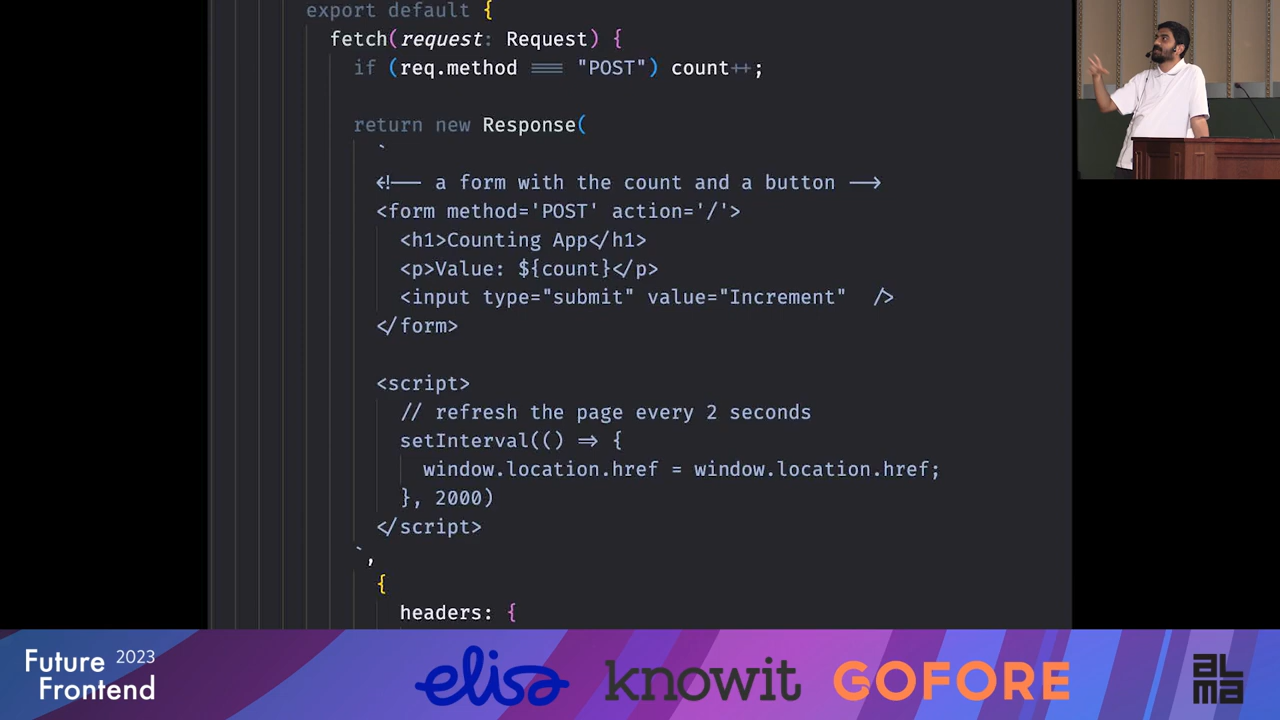 export default {
fetch(request: Request) {
if (req.method === "POST") count++;
return new Response(
`
<!-- a form with the count and a button -->
<form method='POST' action='/'>
<h1>Counting App</h1>
<p>Value: ${count}</p>
<input type="submit" value="Increment"  />
</form>
<script>
// refresh the page every 2 seconds
setInterval(() => {
window.location.href = window.location.href;
}, 2000)
</script>
`,
{
headers: {
Future 2023
Frontend
elisa
knowit
GOFORE
ALMA